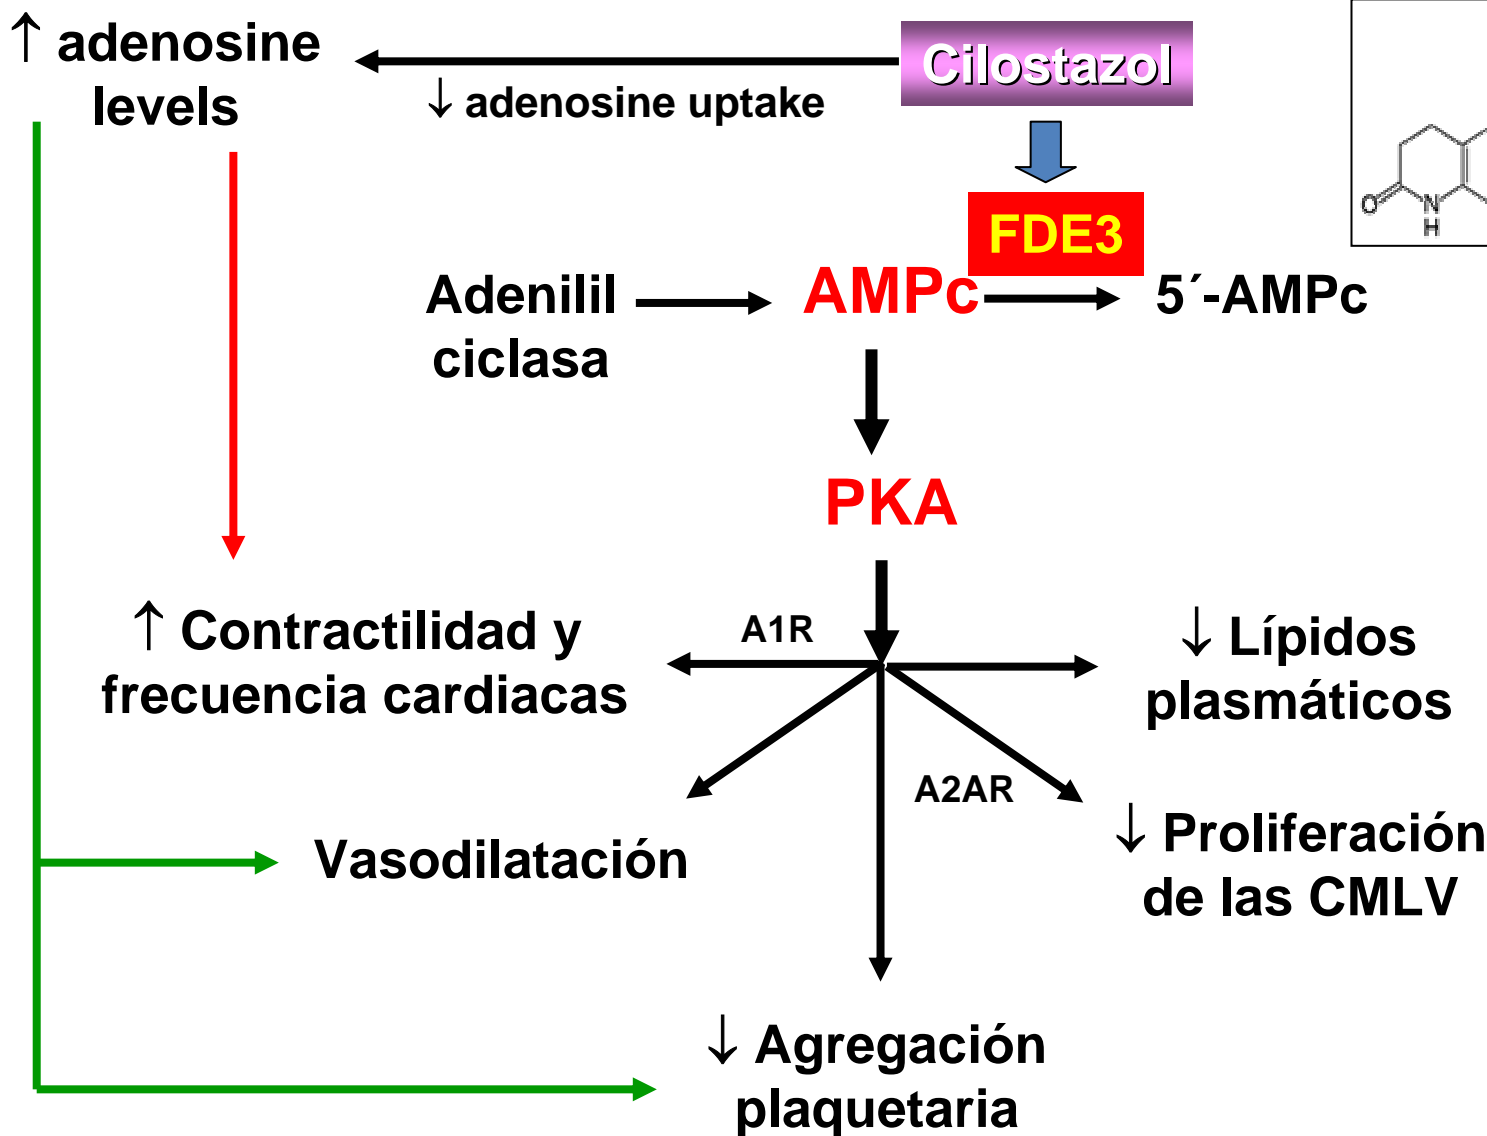 ↑ adenosine
levels
Cilostazol
↓ adenosine uptake
FDE3
O
N
H
Adenilil
ciclasa
AMPc
5´-AMPc
PKA
↑ Contractilidad y
frecuencia cardiacas
A1R
↓ Lípidos
plasmáticos
A2AR
Vasodilatación
↓ Proliferación
de las CMLV
↓ Agregación
plaquetaria